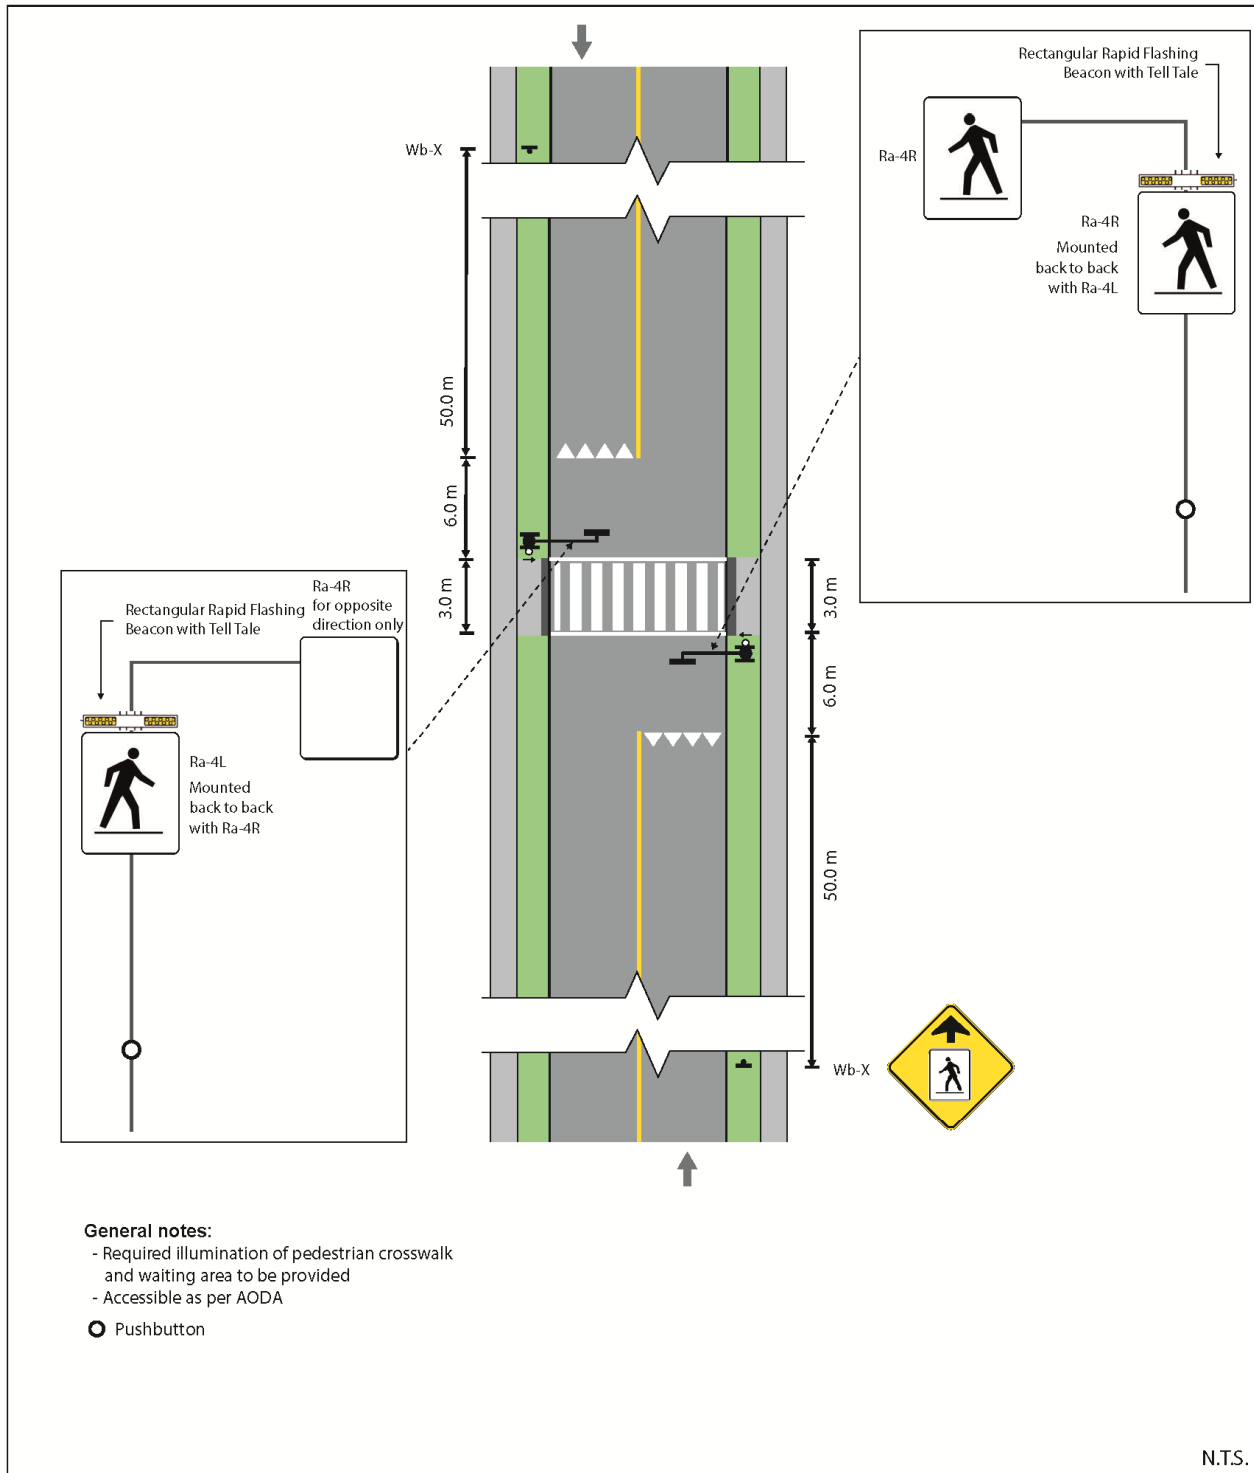 Rectangular Rapid Flashing
Beacon with Tell Tale
Ra-4R
Ra-4R
Mounted
back to back
with Ra-4L
Wb-X
50.0 m
6.0 m
3.0 m
3.0 m
6.0 m
50.0 m
Wb-X
Ra-4R
for opposite
direction only
Rectangular Rapid Flashing
Beacon with Tell Tale
Ra-4L
Mounted
back to back
with Ra-4R
General notes:
- Required illumination of pedestrian crosswalk
and waiting area to be provided
- Accessible as per AODA
Pushbutton
N.T.S.